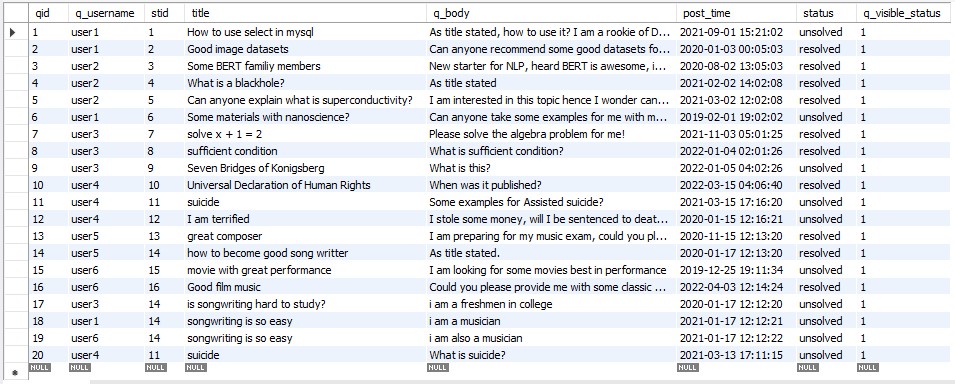 qid q_username stid title q_body post_time status q_visible_status
1 user1 1 How to use select in mysql As title stated, how to use it? I am a rookie of D... 2021-09-01 15:21:02 unsolved 1
2 user1 2 Good image datasets Can anyone recommend some good datasets fo... 2020-01-03 00:05:03 resolved 1
3 user2 3 Some BERT familiy members New starter for NLP, heard BERT is awesome, i... 2020-08-02 13:05:03 resolved 1
4 user2 4 What is a blackhole? As title stated 2021-02-02 14:02:08 unsolved 1
5 user2 5 Can anyone explain what is superconductivity? I am interested in this topic hence I wonder can... 2021-03-02 12:02:08 resolved 1
6 user1 6 Some materials with nanoscience? Can anyone take some examples for me with m... 2019-02-01 19:02:02 unsolved 1
7 user3 7 solve x + 1 = 2 Please solve the algebra problem for me! 2021-11-03 05:01:25 resolved 1
8 user3 8 sufficient condition What is sufficient condition? 2022-01-04 02:01:26 resolved 1
9 user3 9 Seven Bridges of Konigsberg What is this? 2022-01-05 04:02:26 unsolved 1
10 user4 10 Universal Declaration of Human Rights When was it published? 2022-03-15 04:06:40 resolved 1
11 user4 11 suicide Some examples for Assisted suicide? 2021-03-15 17:16:20 unsolved 1
12 user4 12 I am terrified I stole some money, will I be sentenced to deat... 2020-01-15 12:16:21 unsolved 1
13 user5 13 great composer I am preparing for my music exam, could you pl... 2020-11-15 12:13:20 resolved 1
14 user5 14 how to become good song writter As title stated. 2020-01-17 12:13:20 resolved 1
15 user6 15 movie with great performance I am looking for some movies best in performance 2019-12-25 19:11:34 unsolved 1
16 user6 16 Good film music Could you please provide me with some classic ... 2022-04-03 12:14:24 resolved 1
17 user3 14 is songwriting hard to study? i am a freshmen in college 2020-01-17 12:12:20 unsolved 1
18 user1 14 songwriting is so easy i am a musician 2021-01-17 12:12:21 unsolved 1
19 user6 14 songwriting is so easy i am also a musician 2021-01-17 12:12:22 unsolved 1
20 user4 11 suicide What is suicide? 2021-03-13 17:11:15 unsolved 1
NULL NULL NULL NULL NULL NULL NULL NULL